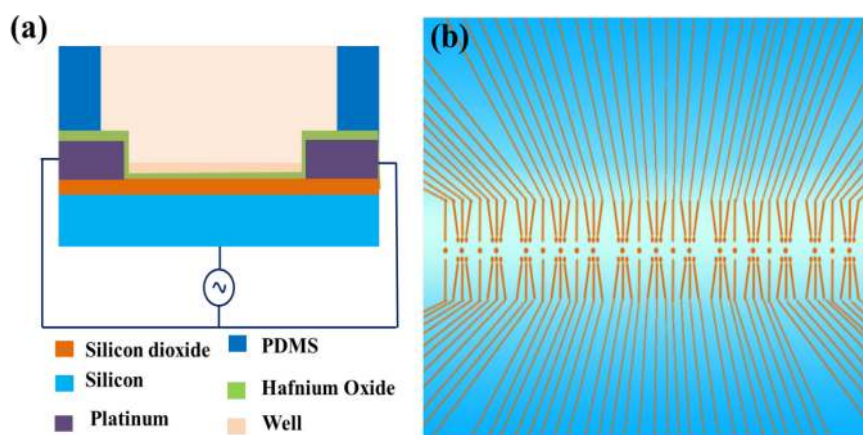 (a)
(b)
Silicon dioxide
PDMS
Silicon
Hafnium Oxide
Platinum
Well